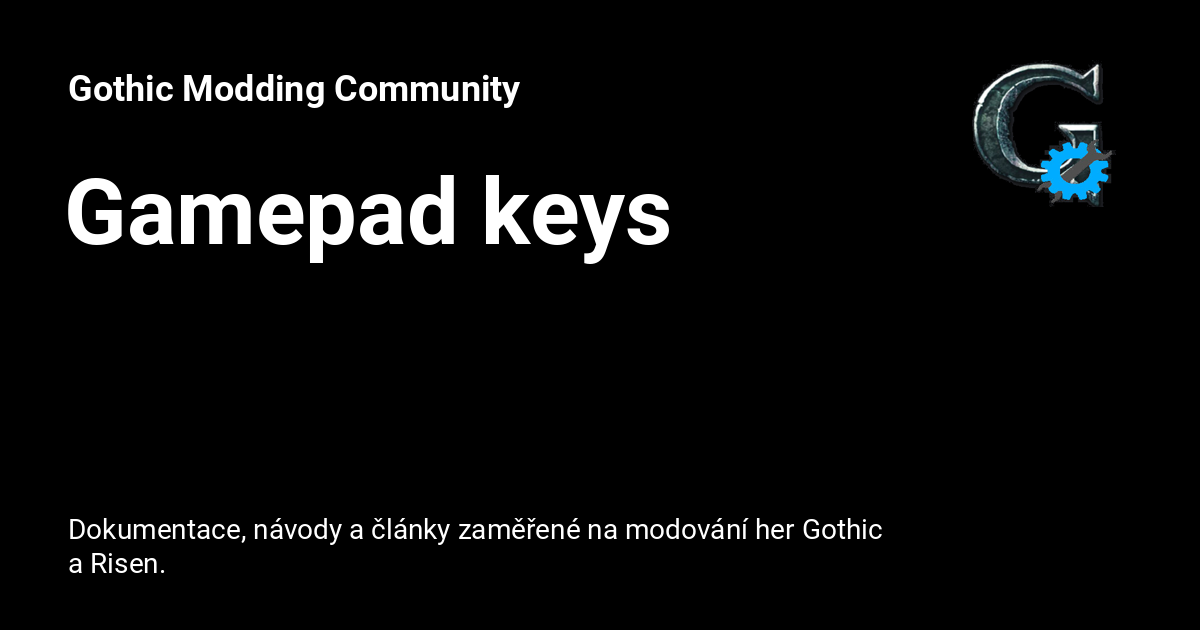 Gothic Modding Community
Gamepad keys
Dokumentace, návody a články zaměřené na modování her Gothic
a Risen.